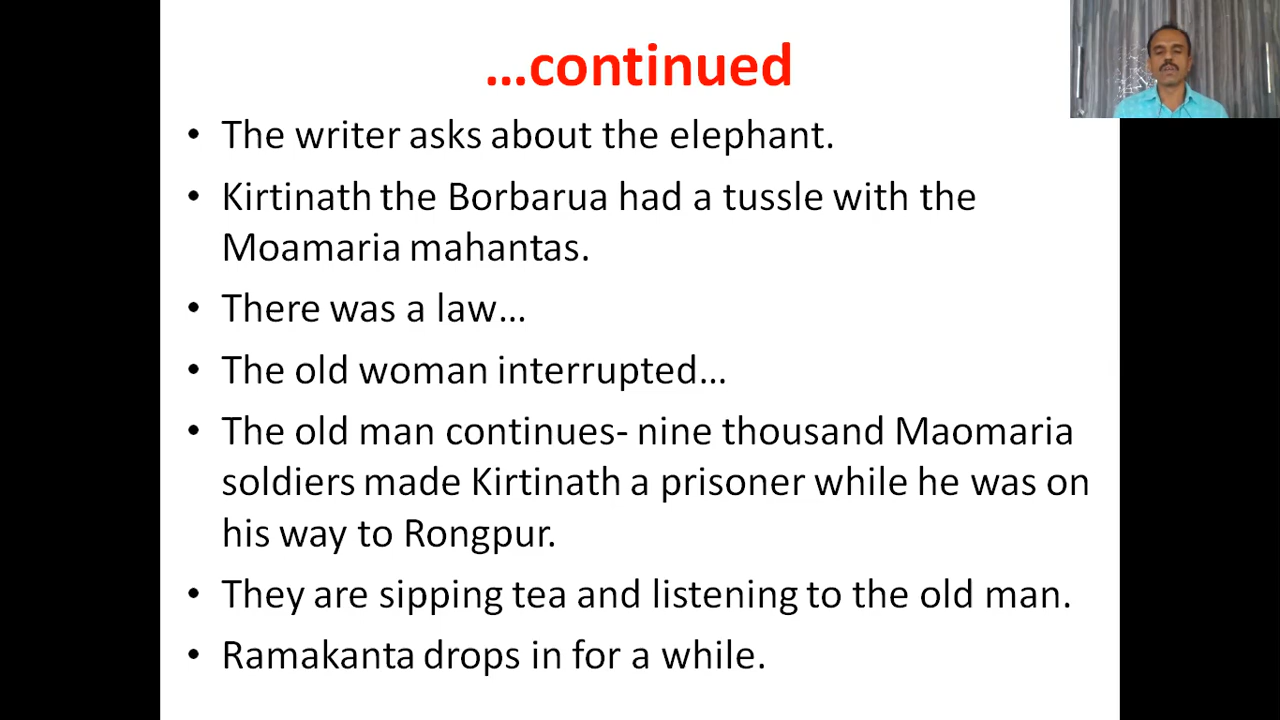 ...continued
• The writer asks about the elephant.
• Kirtinath the Borbarua had a tussle with the
Moamaria mahantas.
• There was a law...
• The old woman interrupted...
• The old man continues- nine thousand Maomaria
soldiers made Kirtinath a prisoner while he was on
his way to Rongpur.
• They are sipping tea and listening to the old man.
• Ramakanta drops in for a while.